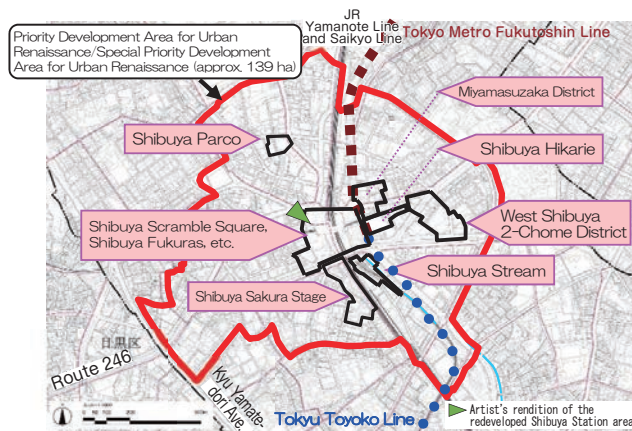 JR
Yamanote Line
and Saikyo Line
Tokyo Metro Fukutoshin Line
Priority Development Area for Urban
Renaissance/Special Priority Development
Area for Urban Renaissance (approx. 139 ha)
Miyamasuzaka District
Shibuya Parco
Shibuya Hikarie
Shibuya Scramble Square,
Shibuya Fukuras, etc.
West Shibuya
2-Chome District
Shibuya Stream
Shibuya Sakura Stage
目黒区
Route 246
Kyu Yamate-
dori Ave.
Tokyu Toyoko Line
Artist's rendition of the
redeveloped Shibuya Station area